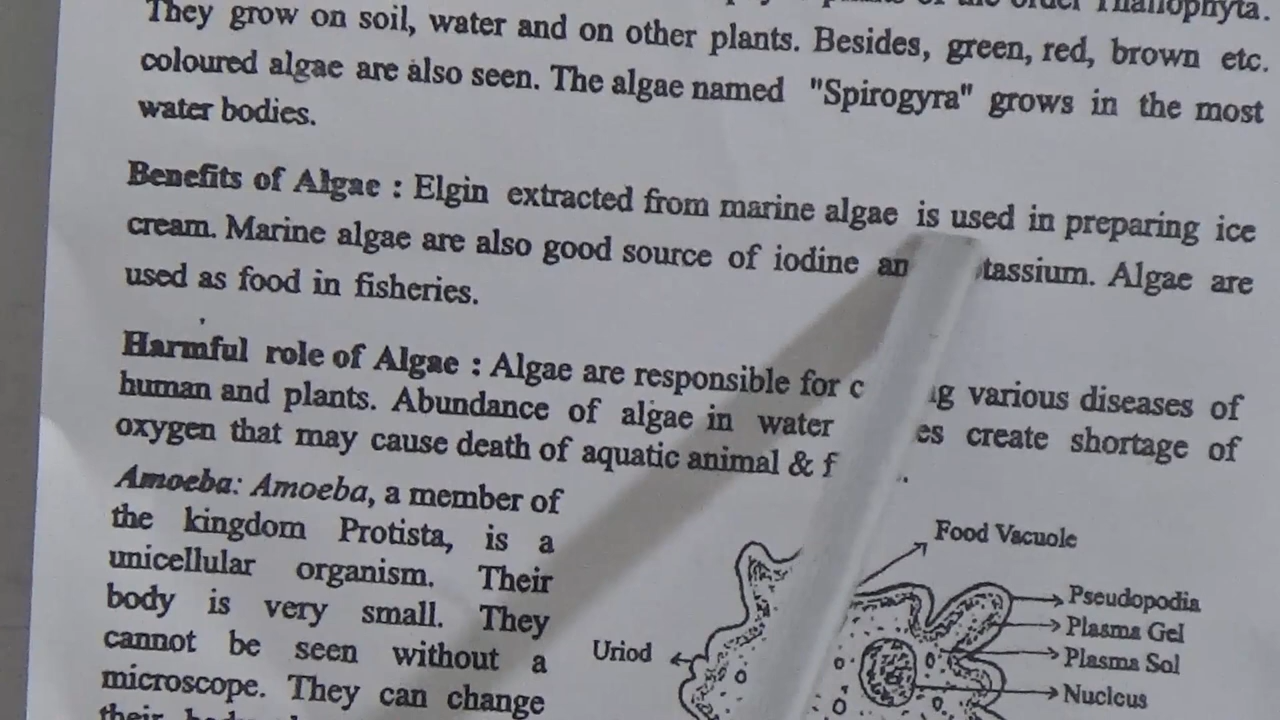 of the order Thallophyta.
They grow on soil, water and on other plants. Besides, green, red, brown etc.
coloured algae are also seen. The algae named "Spirogyra" grows in the most
water bodies.
Benefits of Algae : Elgin extracted from marine algae is used in preparing ice
cream. Marine algae are also good source of iodine an tassium. Algae are
used as food in fisheries.
Harmful role of Algae : Algae are responsible for c various diseases of
human and plants. Abundance of algae in water es create shortage of
oxygen that may cause death of aquatic animal & f
Amoeba: Amoeba, a member of
the kingdom Protista, is a
unicellular organism. Their
body is very small. They
cannot be seen without a
microscope. They can change
their
Food Vacuole
Pseudopodia
Plasma Gel
Uriod
Plasma Sol
Nucleus